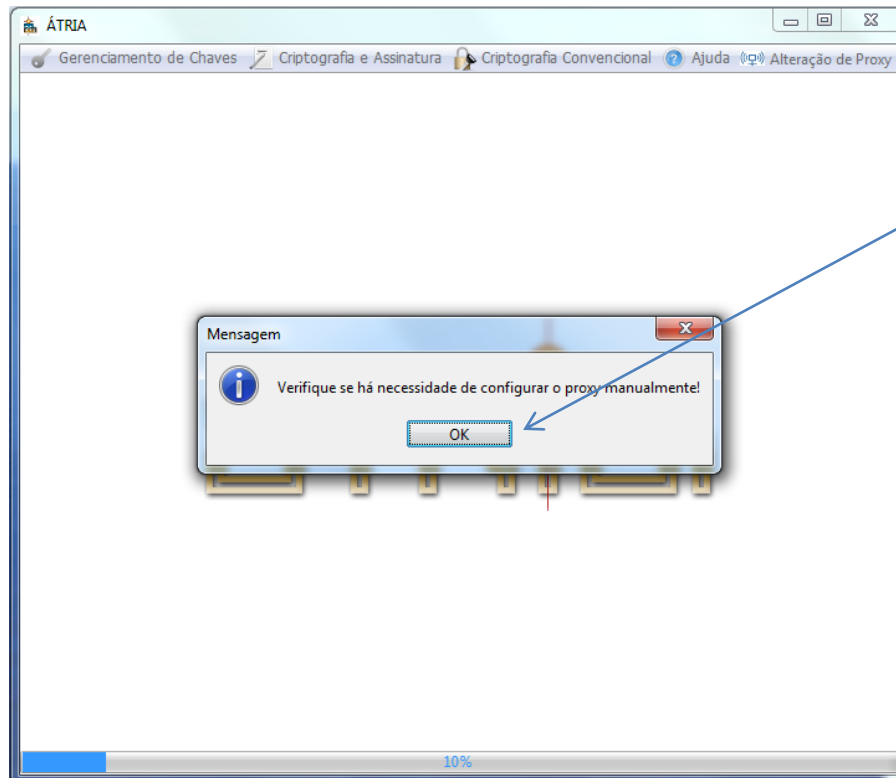 ÁTRIA
Gerenciamento de Chaves Criptografia e Assinatura Criptografia Convencional Ajuda Alteração de Proxy
Mensagem
Verifique se há necessidade de configurar o proxy manualmente!
OK
10%